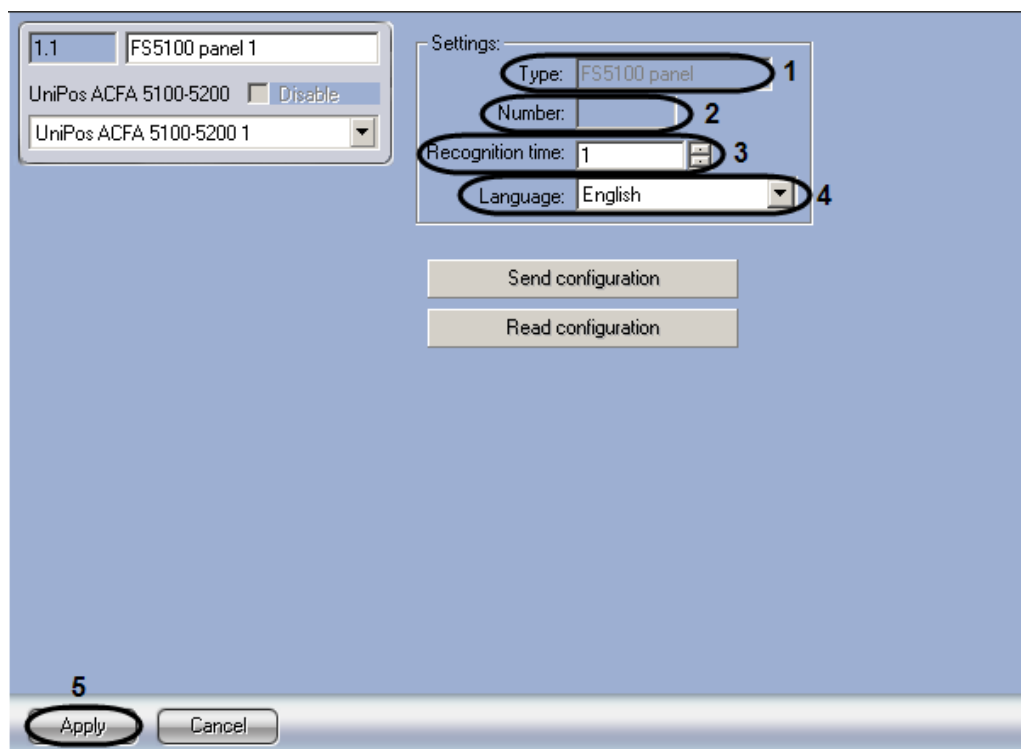 1.1 FS5100 panel 1
UniPos ACFA 5100-5200 Disable
UniPos ACFA 5100-5200 1
Settings:
Type: FS5100 panel 1
Number: 2
Recognition time: 1 3
Language: English 4
Send configuration
Read configuration
5
Apply Cancel